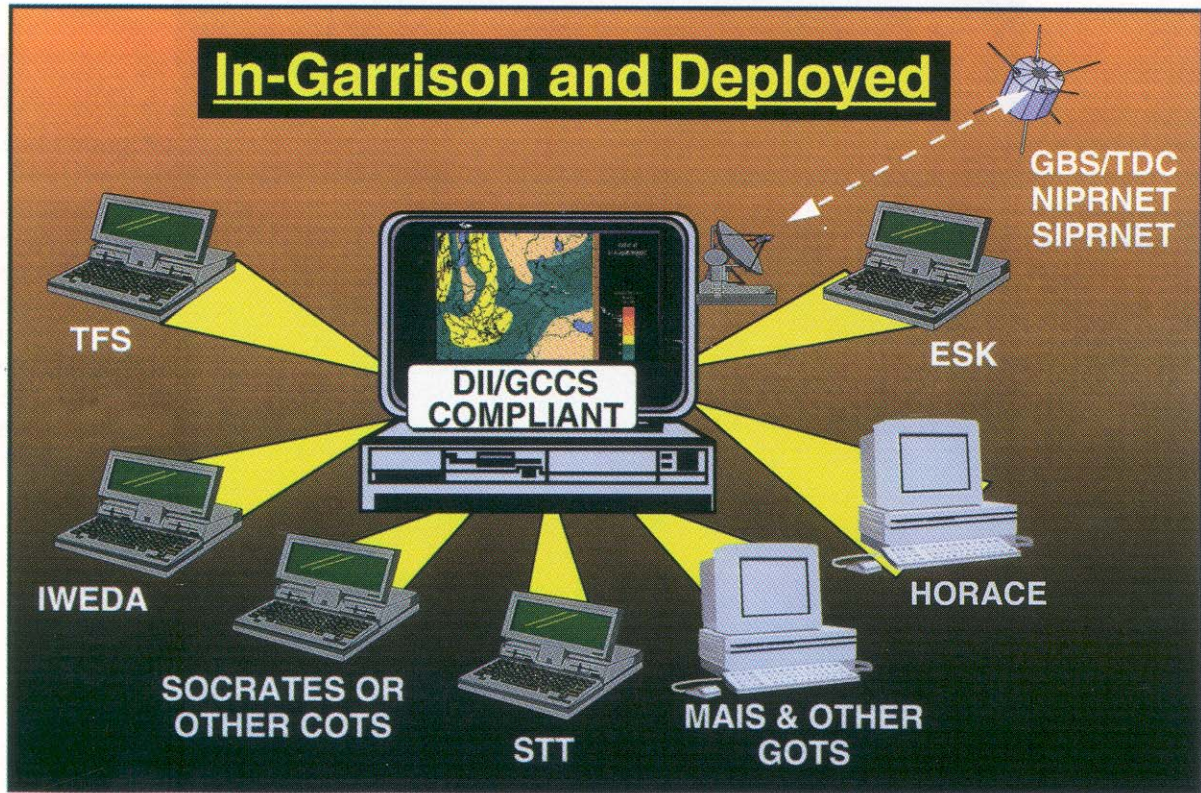 In-Garrison and Deployed
GBS/TDC
NIPRNET
SIPRNET
TFS
ESK
DII/GCCS
COMPLIANT
IWEDA
HORACE
SOCRATES OR
OTHER COTS
STT
MAIS & OTHER
GOTS